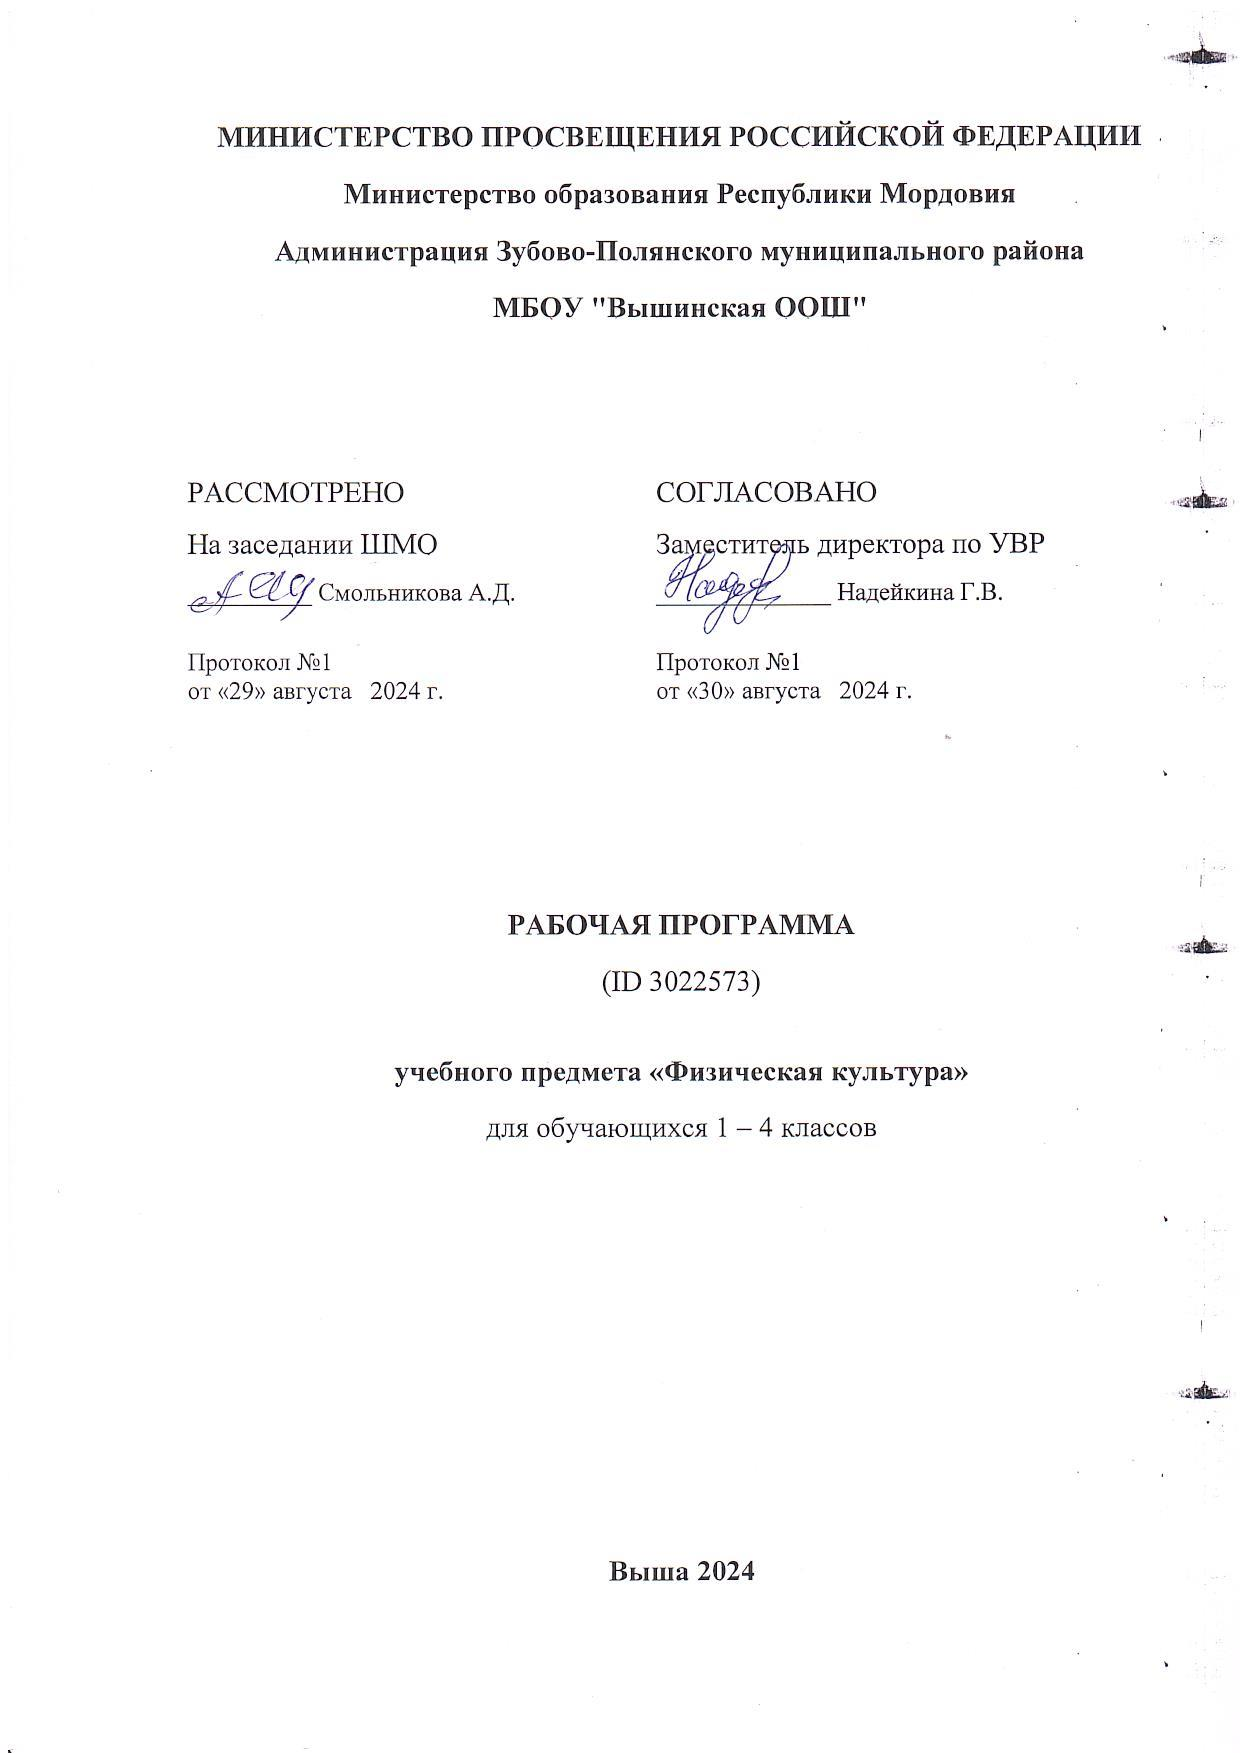 МИНИСТЕРСТВО ПРОСВЕЩЕНИЯ РОССИЙСКОЙ ФЕДЕРАЦИИ
Министерство образования Республики Мордовия
Администрация Зубово-Полянского муниципального района
МБОУ "Вышинская ООШ"
РАССМОТРЕНО
На заседании ШМО
Смольникова А.Д.
Протокол №1
от «29» августа 2024 г.
СОГЛАСОВАНО
Заместитель директора по УВР
Надейкина Г.В.
Протокол №1
от «30» августа 2024 г.
РАБОЧАЯ ПРОГРАММА
(ID 3022573)
учебного предмета «Физическая культура»
для обучающихся 1 – 4 классов
Выша 2024